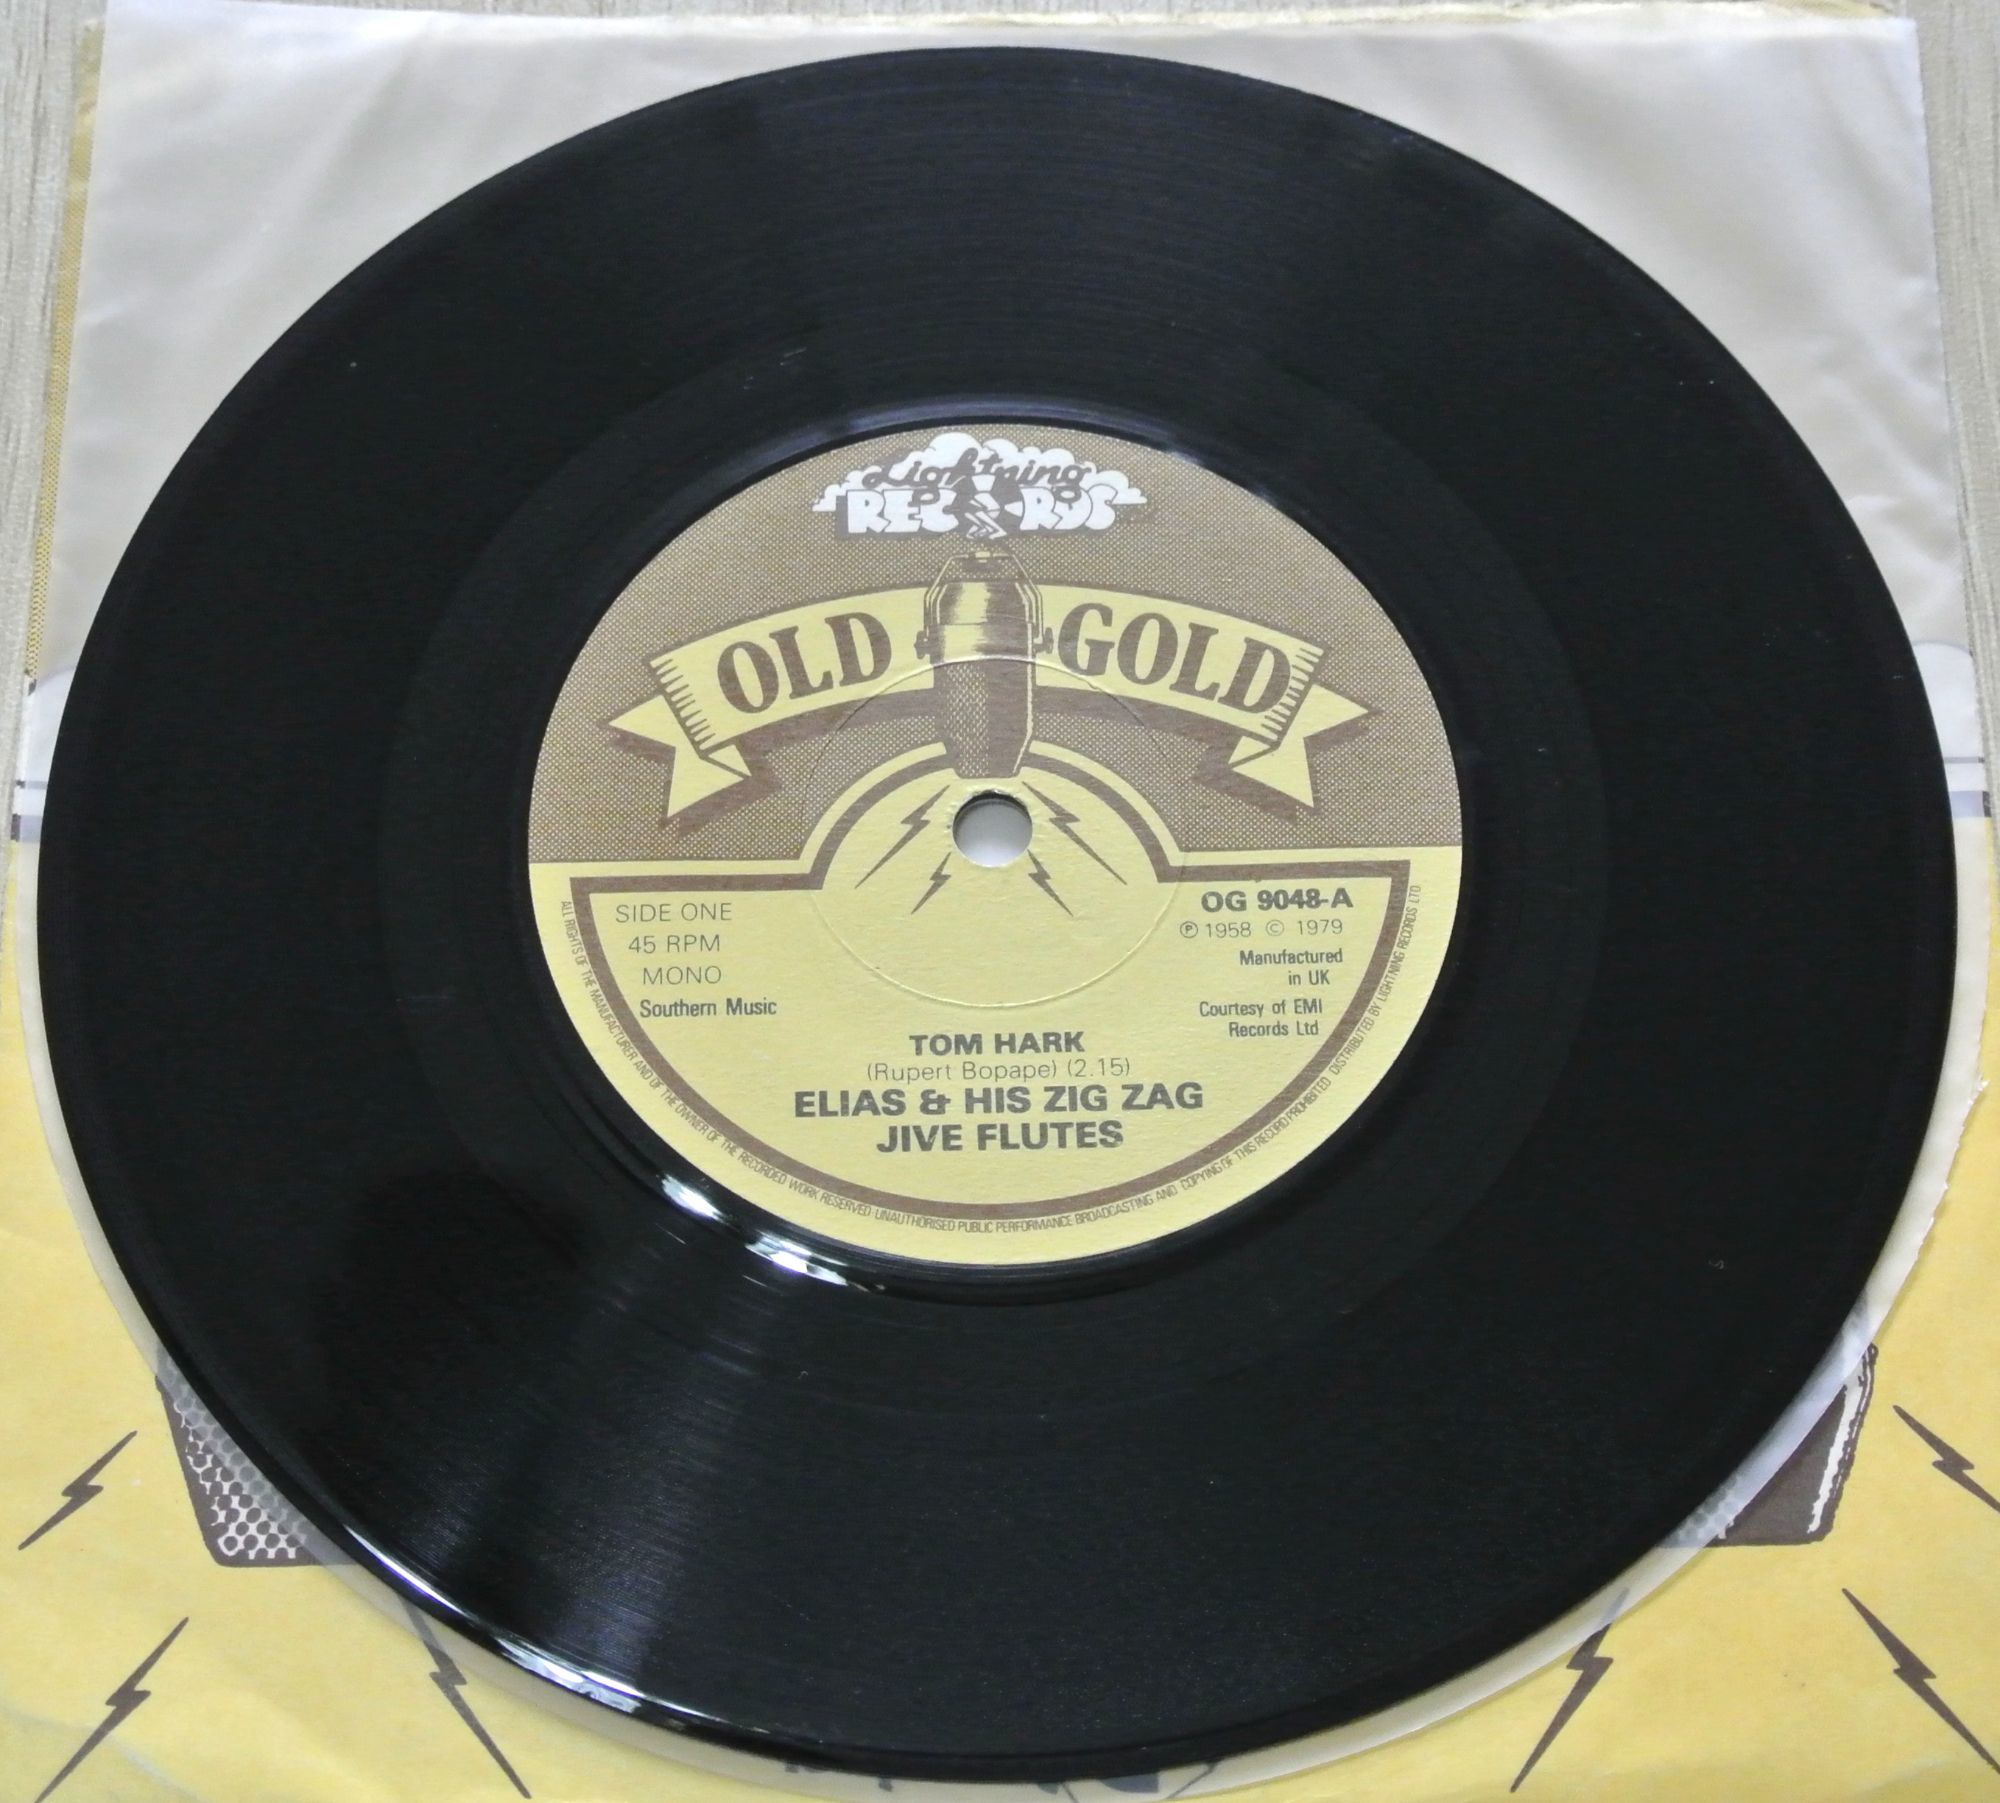 Lightning
RECORDS
OLD GOLD
SIDE ONE
45 RPM
MONO
Southern Music
OG 9048-A
℗ 1958 © 1979
Manufactured
in UK
Courtesy of EMI
Records Ltd
TOM HARK
(Rupert Bopape) (2.15)
ELIAS & HIS ZIG ZAG
JIVE FLUTES
ALL RIGHTS OF THE MANUFACTURER AND OF THE OWNER OF THE RECORDED WORK RESERVED·UNAUTHORISED PUBLIC PERFORMANCE BROADCASTING AND COPYING OF THIS RECORD PROHIBITED DISTRIBUTED BY LIGHTNING RECORDS LTD